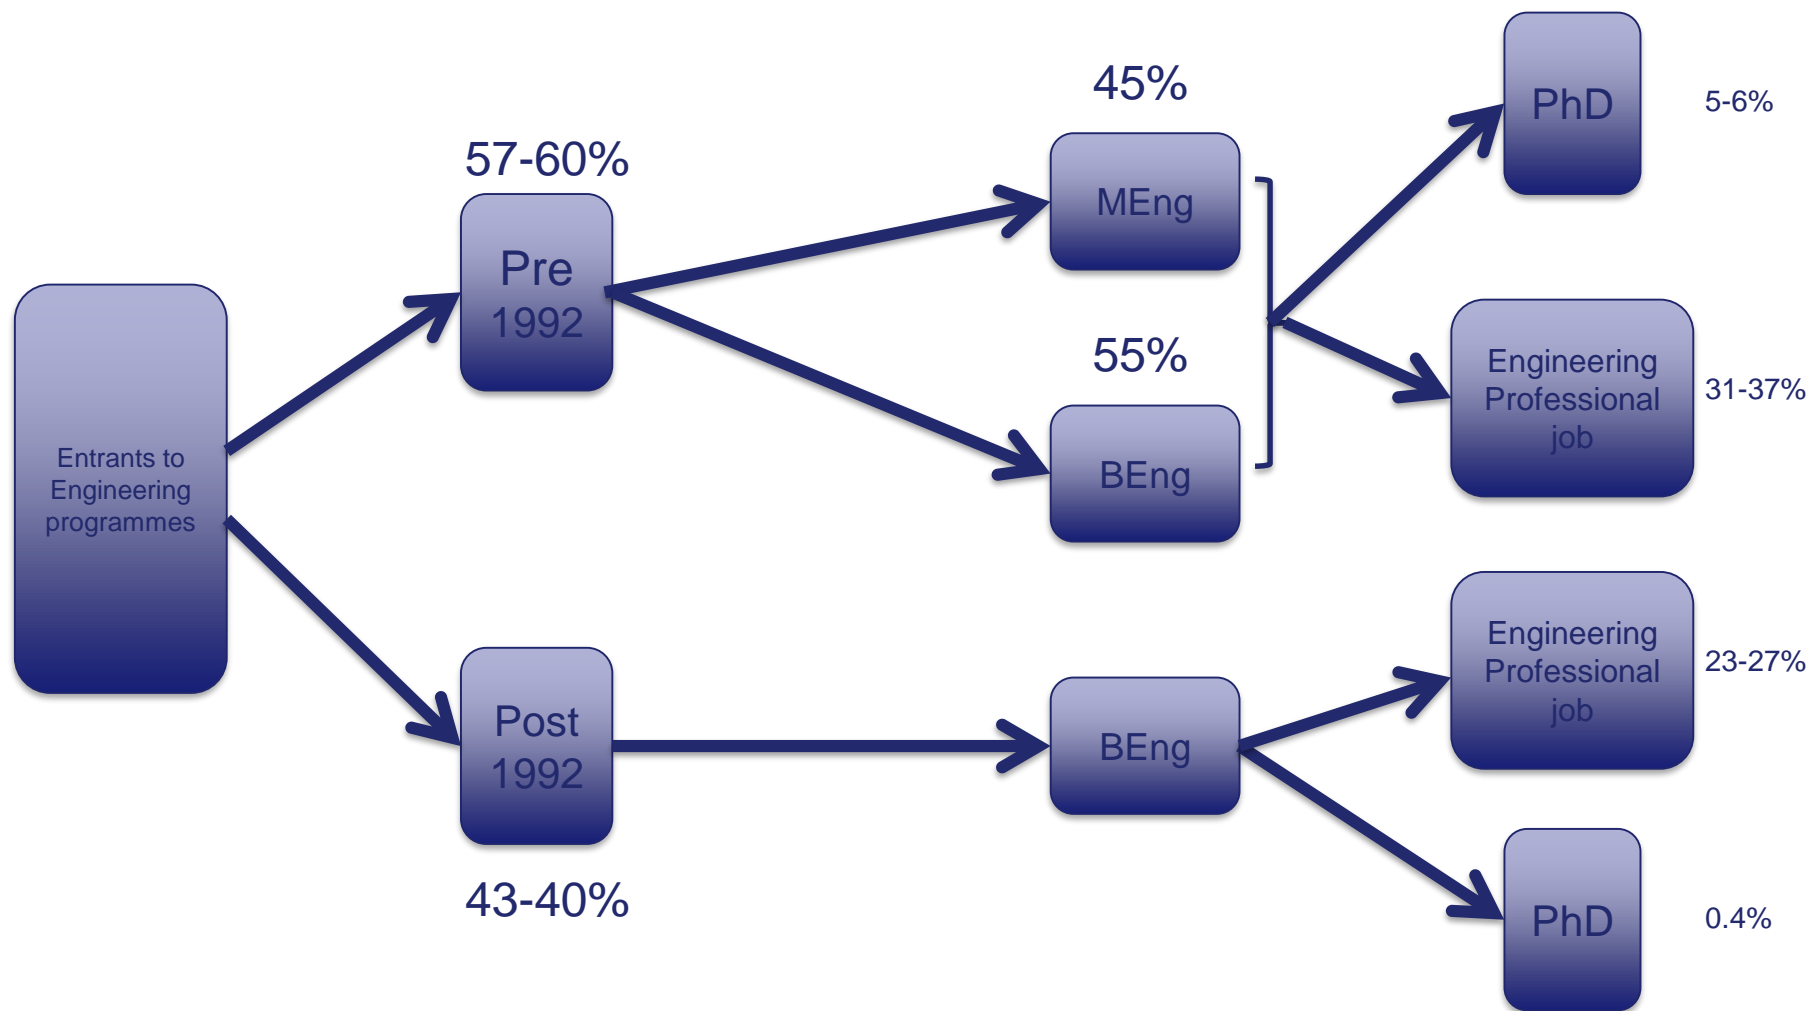 Entrants to
Engineering
programmes
57-60%
Pre
1992
Post
1992
43-40%
45%
MEng
55%
BEng
BEng
PhD
5-6%
Engineering
Professional
job
31-37%
Engineering
Professional
job
23-27%
PhD
0.4%